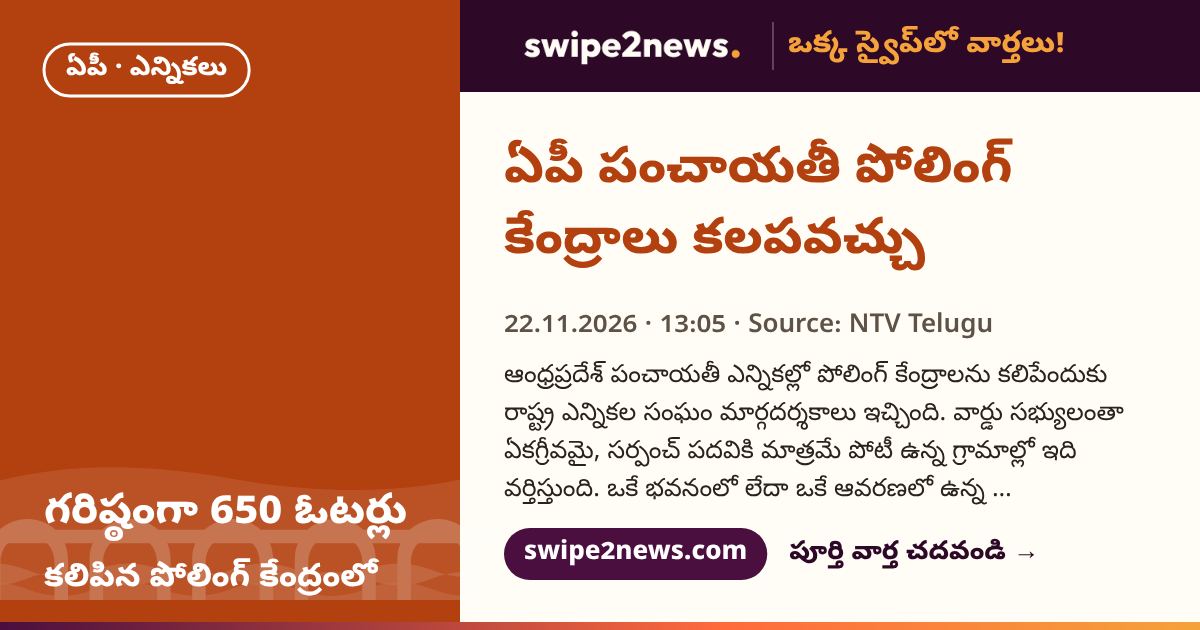 ఏపీ · ఎన్నికలు
గరిష్ఠంగా 650 ఓటర్లు
కలిపిన పోలింగ్ కేంద్రంలో
swipe2news.
ఒక్క స్వైప్‌లో వార్తలు!
ఏపీ పంచాయతీ పోలింగ్
కేంద్రాలు కలపవచ్చు
22.11.2026 · 13:05 · Source: NTV Telugu
ఆంధ్రప్రదేశ్ పంచాయతీ ఎన్నికల్లో పోలింగ్ కేంద్రాలను కలిపేందుకు
రాష్ట్ర ఎన్నికల సంఘం మార్గదర్శకాలు ఇచ్చింది. వార్డు సభ్యులంతా
ఏకగ్రీవమై, సర్పంచ్ పదవికి మాత్రమే పోటీ ఉన్న గ్రామాల్లో ఇది
వర్తిస్తుంది. ఒకే భవనంలో లేదా ఒకే ఆవరణలో ఉన్న ...
swipe2news.com
పూర్తి వార్త చదవండి →